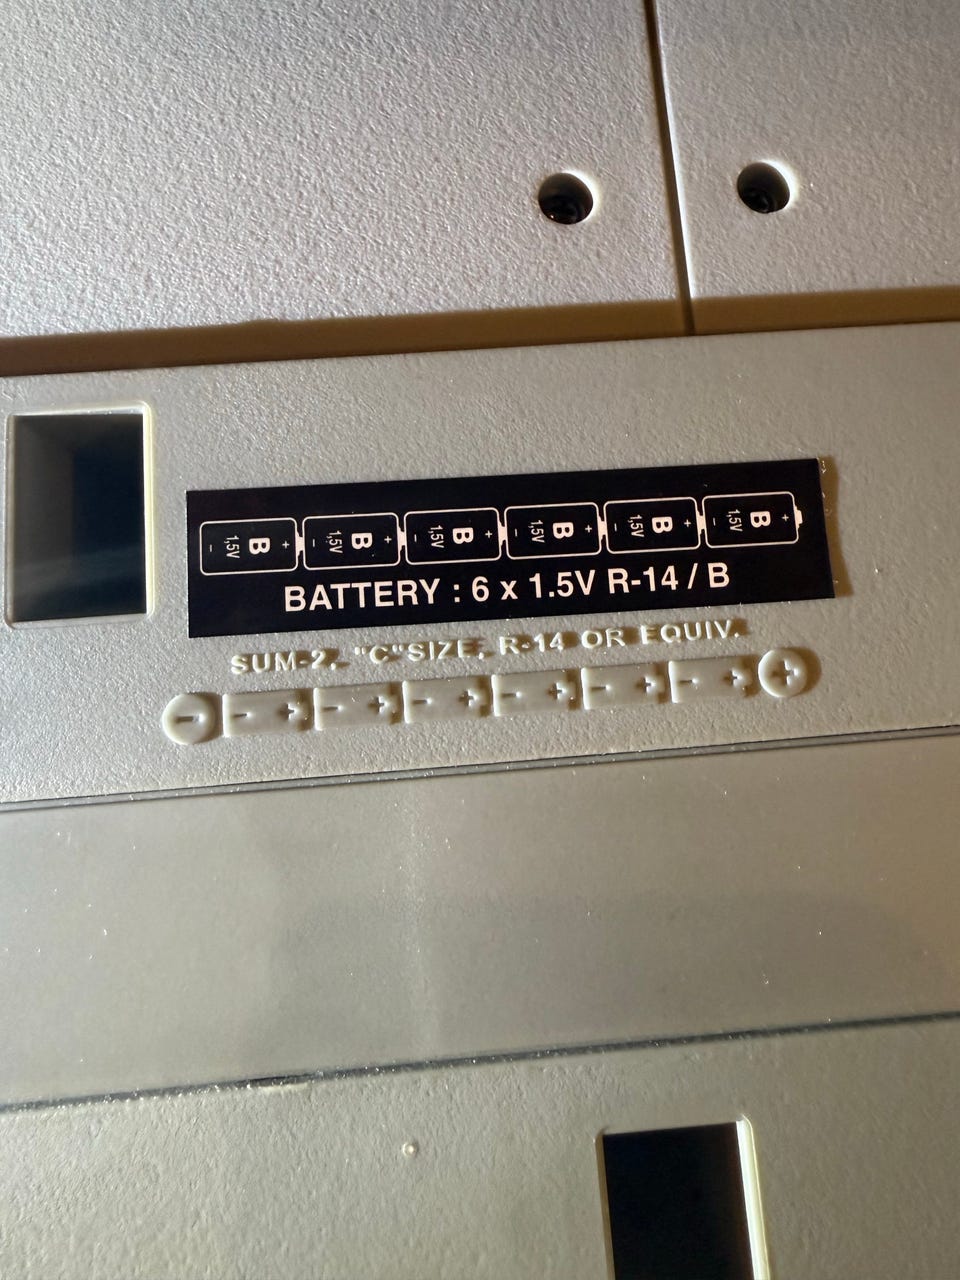 - 1,5V B + - 1,5V B + - 1,5V B + - 1,5V B + - 1,5V B + - 1,5V B +
BATTERY : 6 x 1.5V R-14 / B
SUM-2, "C"SIZE, R-14 OR EQUIV.
- - + - + - + - + - + - + +